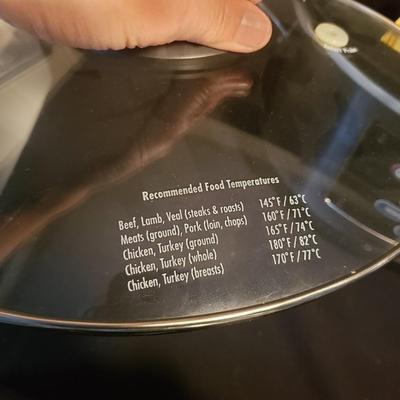 Recommended Food Temperatures
Beef, Lamb, Veal (steaks & roasts) 145°F/63°C
Meats (ground), Pork (loin, chops) 160°F/71°C
Chicken, Turkey (ground) 165°F/74°C
Chicken, Turkey (whole) 180°F/82°C
Chicken, Turkey (breasts) 170°F/77°C